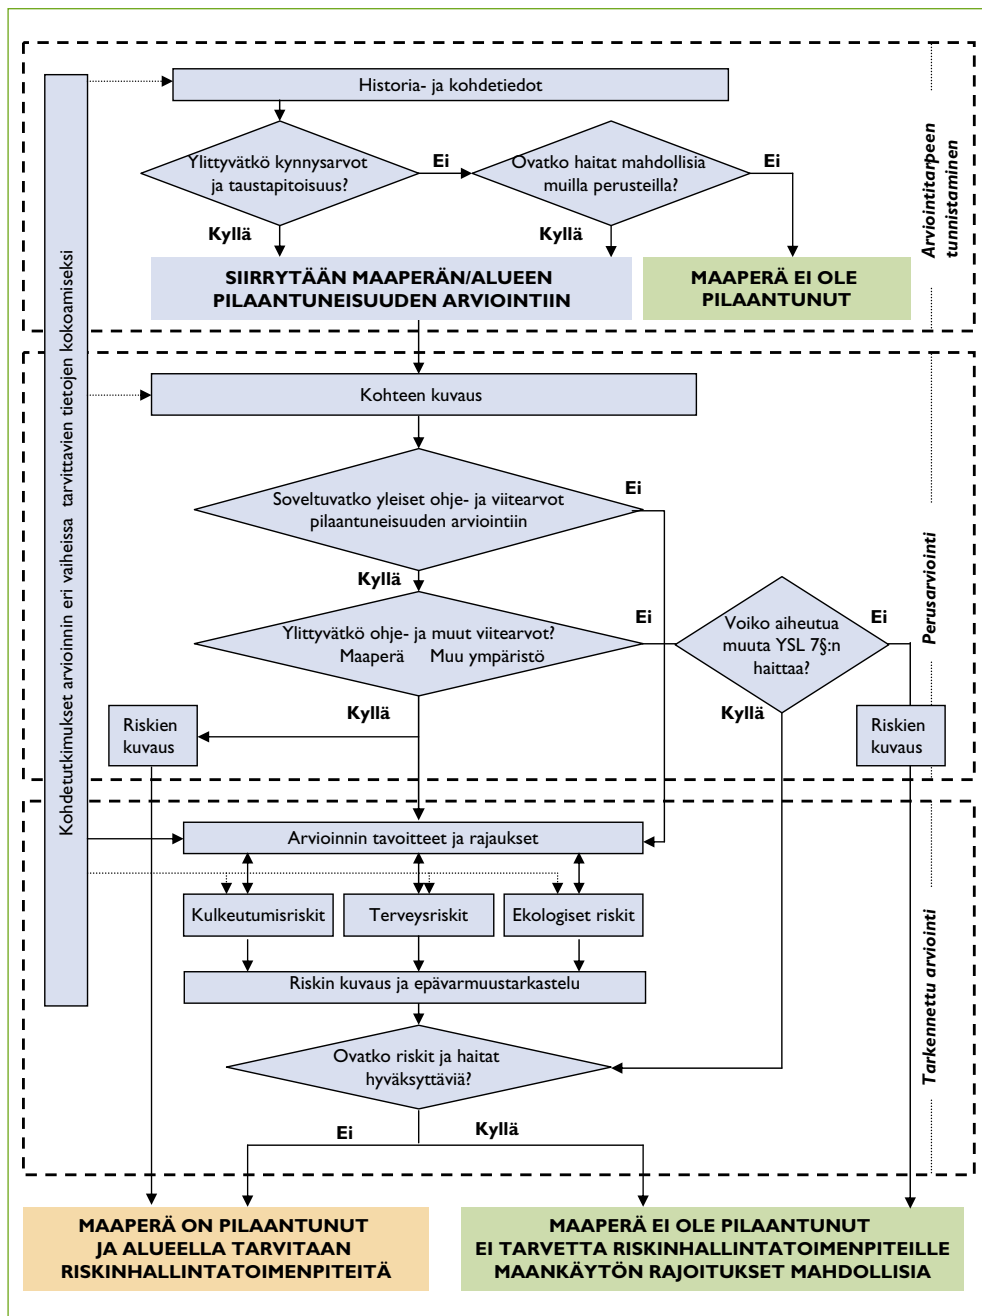 Kohdetutkimukset arvioinnin eri vaiheissa tarvittavien tietojen kokoamiseksi
Historia- ja kohdetiedot
Ylittyvätkö kynnysarvot
ja taustapitoisuus?
Ei
Ovatko haitat mahdollisia
muilla perusteilla?
Ei
Kyllä
Kyllä
SIIRRYTÄÄN MAAPERÄN/ALUEEN
PILAANTUNEISUUDEN ARVIOINTIIN
MAAPERÄ EI OLE
PILAANTUNUT
Arviointitarpeen
tunnistaminen
Kohteen kuvaus
Soveltuvatko yleiset ohje- ja viitearvot
pilaantuneisuuden arviointiin
Ei
Kyllä
Ylittyvätkö ohje- ja muut viitearvot?
Maaperä Muu ympäristö
Ei
Voiko aiheutua
muuta YSL 7§:n
haittaa?
Ei
Kyllä
Kyllä
Riskien
kuvaus
Riskien
kuvaus
Perusarviointi
Arvioinnin tavoitteet ja rajaukset
Kulkeutumisriskit
Terveysriskit
Ekologiset riskit
Riskin kuvaus ja epävarmuustarkastelu
Ovatko riskit ja haitat
hyväksyttäviä?
Ei
Kyllä
Tarkennettu arviointi
MAAPERÄ ON PILAANTUNUT
JA ALUEELLA TARVITAAN
RISKINHALLINTATOIMENPITEITÄ
MAAPERÄ EI OLE PILAANTUNUT
EI TARVETTA RISKINHALLINTATOIMENPITEILLE
MAANKÄYTÖN RAJOITUKSET MAHDOLLISIA